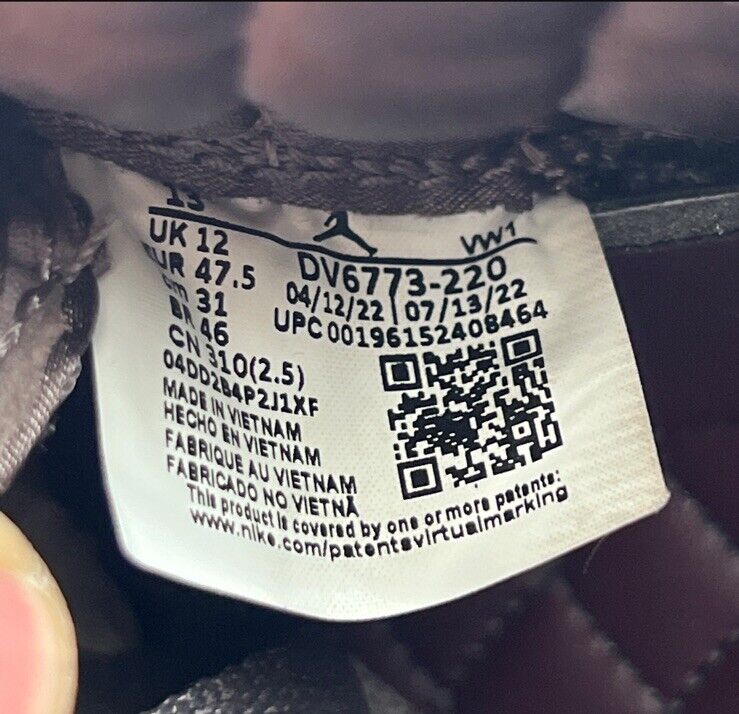 13
UK 12
EUR 47.5
cm 31
BR 46
CN 310(2.5)
04DD2B4P2J1XF
VW1
DV6773-220
04/12/22 | 07/13/22
UPC 00196152408464
MADE IN VIETNAM
HECHO EN VIETNAM
FABRIQUE AU VIETNAM
FABRICADO NO VIETNÃ
This product is covered by one or more patents:
www.nike.com/patentsvirtualmarking